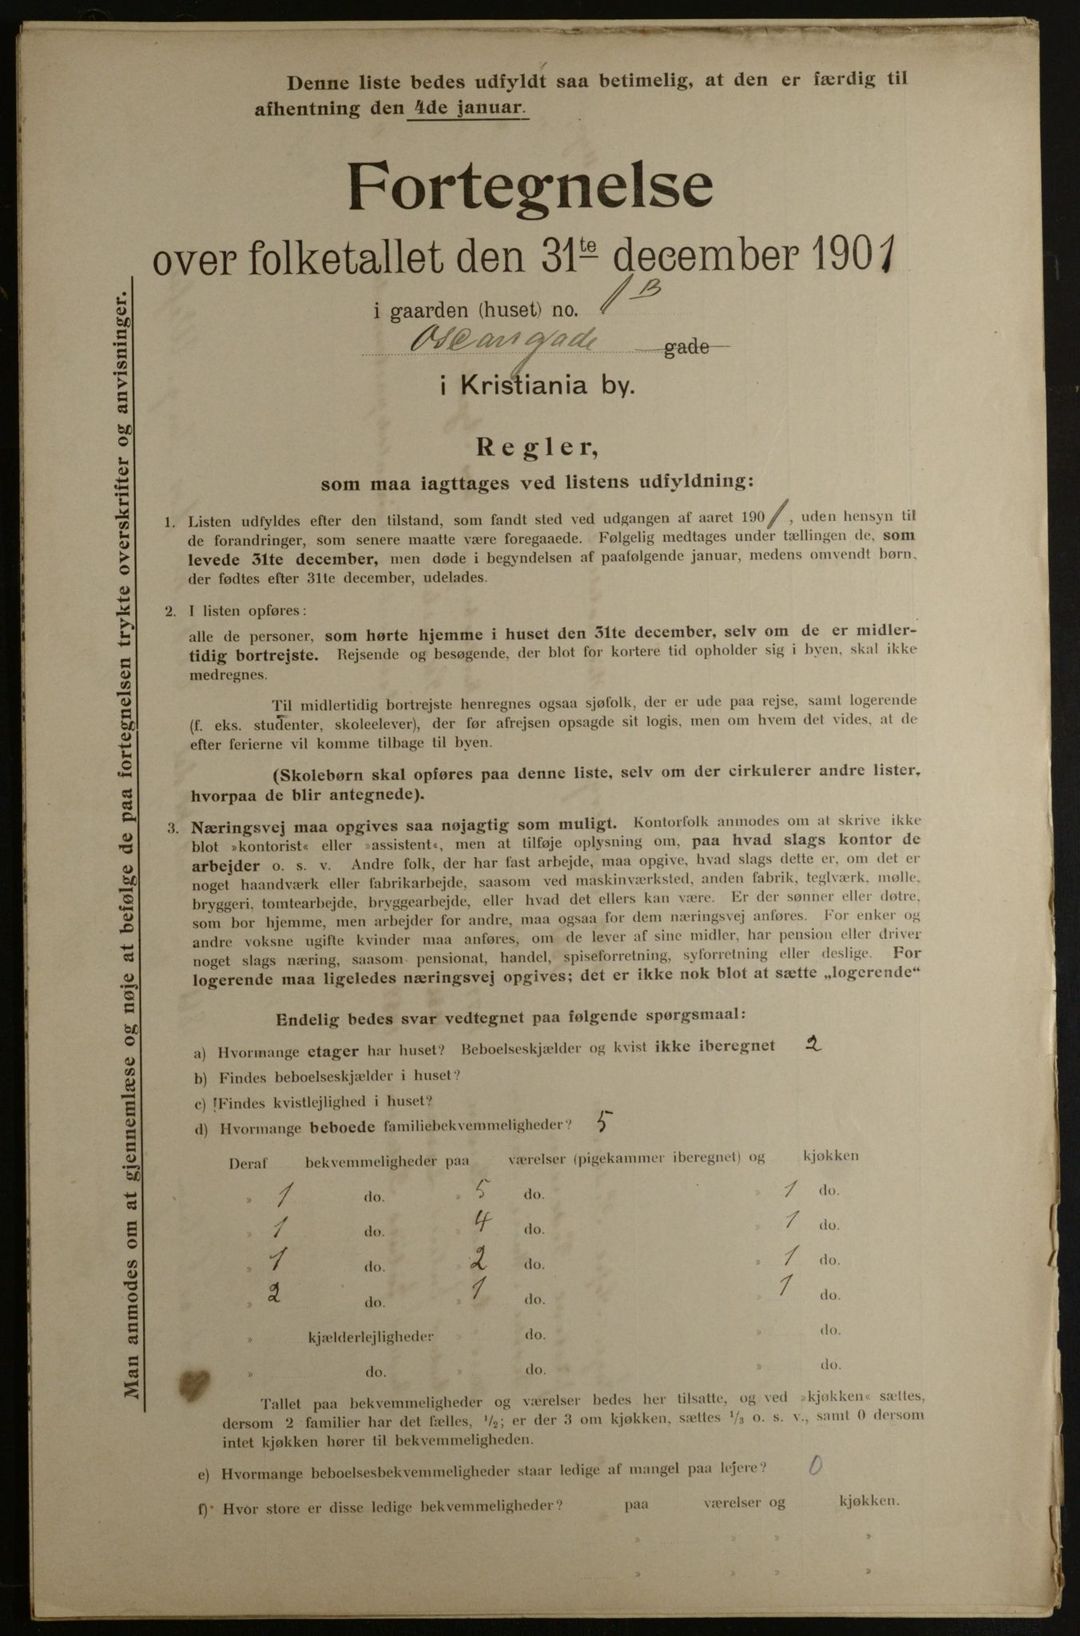 Denne liste bedes udfyldt saa betimelig, at den er færdig til
afhentning den 4de januar.
Fortegnelse
over folketallet den 31te december 1901
i gaarden (huset) no. 1B
Oscarsgade gade
i Kristiania by.
Regler,
som maa iagttages ved listens udfyldning:
1. Listen udfyldes efter den tilstand, som fandt sted ved udgangen af aaret 1901, uden hensyn til
de forandringer, som senere maatte være foregaaede. Følgelig medtages under tællingen de, som
levede 31te december, men døde i begyndelsen af paafølgende januar, medens omvendt børn,
der fødtes efter 31te december, udelades.
2. I listen opføres:
alle de personer, som hørte hjemme i huset den 31te december, selv om de er midler-
tidig bortrejste. Rejsende og besøgende, der blot for kortere tid opholder sig i byen, skal ikke
medregnes.
Til midlertidig bortrejste henregnes ogsaa sjøfolk, der er ude paa rejse, samt logerende
(f. eks. studenter, skoleelever), der før afrejsen opsagde sit logis, men om hvem det vides, at de
efter ferierne vil komme tilbage til byen.
(Skolebørn skal opføres paa denne liste, selv om der cirkulerer andre lister,
hvorpaa de blir antegnede).
3. Næringsvej maa opgives saa nøjagtig som muligt. Kontorfolk anmodes om at skrive ikke
blot »kontorist« eller »assistent«, men at tilføje oplysning om, paa hvad slags kontor de
arbejder o. s. v. Andre folk, der har fast arbejde, maa opgive, hvad slags dette er, om det er
noget haandværk eller fabrikarbejde, saasom ved maskinværksted, anden fabrik, teglværk, mølle,
bryggeri, tomtearbejde, bryggearbejde, eller hvad det ellers kan være. Er der sønner eller døtre,
som bor hjemme, men arbejder for andre, maa ogsaa for dem næringsvej anføres. For enker og
andre voksne ugifte kvinder maa anføres, om de lever af sine midler, har pension eller driver
noget slags næring, saasom pensionat, handel, spiseforretning, syforretning eller deslige. For
logerende maa ligeledes næringsvej opgives; det er ikke nok blot at sætte „logerende“
Endelig bedes svar vedtegnet paa følgende spørgsmaal:
a) Hvormange etager har huset? Beboelseskjælder og kvist ikke iberegnet 2
b) Findes beboelseskjælder i huset?
c) Findes kvistlejlighed i huset?
d) Hvormange beboede familiebekvemmeligheder? 5
Deraf bekvemmeligheder paa værelser (pigekammer iberegnet) og kjøkken
» 1 do. » 5 do. » 1 do.
» 1 do. » 4 do. » 1 do.
» 1 do. » 2 do. » 1 do.
» 2 do. » 1 do. » 1 do.
» kjælderlejligheder do. » do.
» do. do. » do.
Tallet paa bekvemmeligheder og værelser bedes her tilsatte, og ved »kjøkken« sættes,
dersom 2 familier har det fælles, 1/2; er der 3 om kjøkken, sættes 1/3 o. s. v., samt 0 dersom
intet kjøkken hører til bekvemmeligheden.
e) Hvormange beboelsesbekvemmeligheder staar ledige af mangel paa lejere? 0
f) Hvor store er disse ledige bekvemmeligheder? paa værelser og kjøkken.
» » »
» » »
Man anmodes om at gjennemlæse og nøje at befølge de paa fortegnelsen trykte overskrifter og anvisninger.